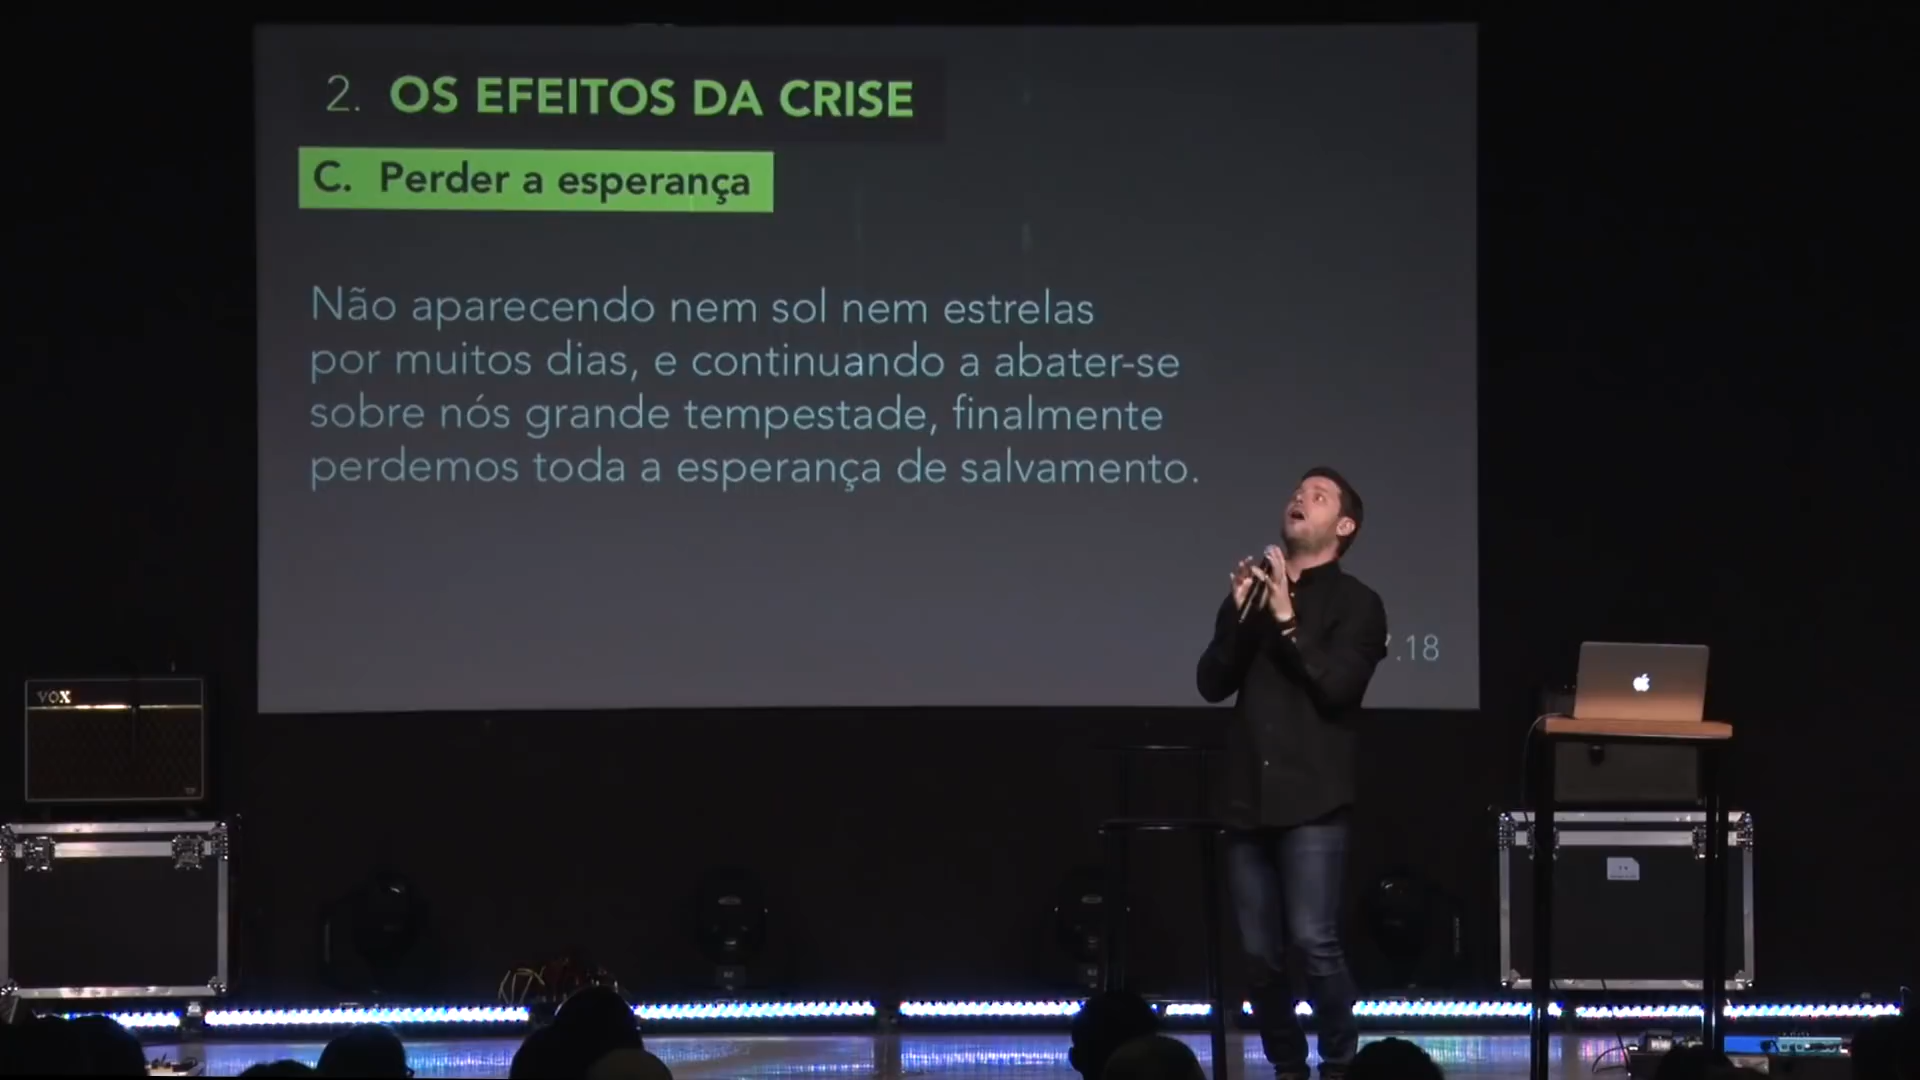 2. OS EFEITOS DA CRISE
C. Perder a esperança
Não aparecendo nem sol nem estrelas
por muitos dias, e continuando a abater-se
sobre nós grande tempestade, finalmente
perdemos toda a esperança de salvamento.
.18
VOX